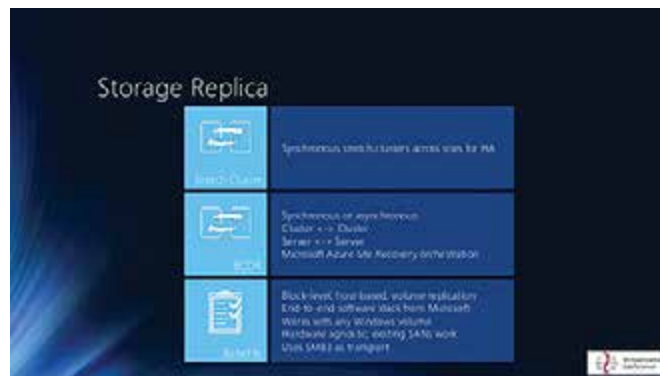 Storage Replica
Stretch Cluster
Synchronous stretch clusters across sites for HA
BCDR
Synchronous or asynchronous
Cluster <-> Cluster
Server <-> Server
Microsoft Azure Site Recovery orchestration
Benefits
Block-level, host-based, volume replication
End-to-end software stack from Microsoft
Works with any Windows volume
Hardware agnostic; existing SANs work
Uses SMB3 as transport